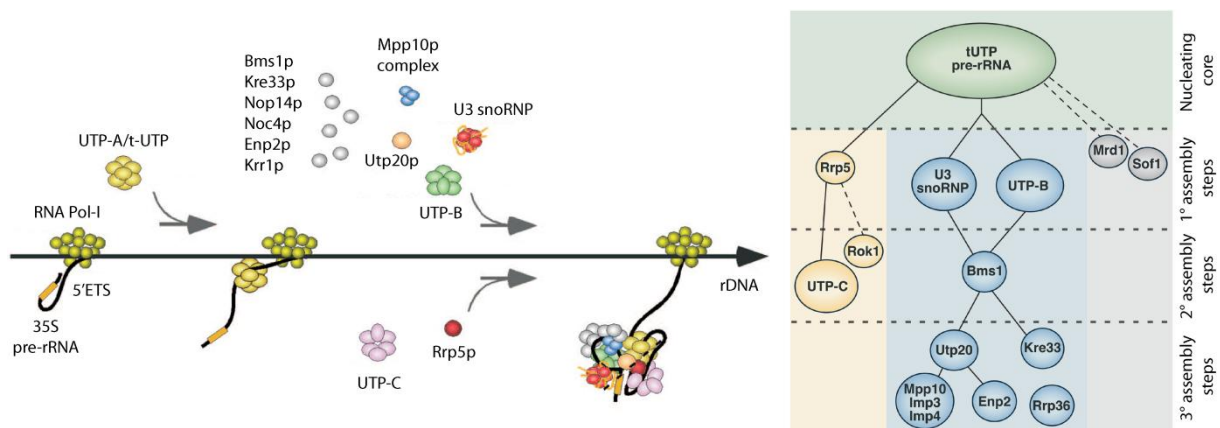 Bms1p
Kre33p
Nop14p
Noc4p
Enp2p
Krr1p
Mpp10p
complex
U3 snoRNP
Utp20p
UTP-B
UTP-A/t-UTP
RNA Pol-I
5'ETS
35S
pre-rRNA
rDNA
UTP-C
Rrp5p
tUTP
pre-rRNA
Nucleating
core
Rrp5
U3
snoRNP
UTP-B
Mrd1
Sof1
1° assembly
steps
Rok1
UTP-C
Bms1
2° assembly
steps
Utp20
Kre33
Mpp10
Imp3
Imp4
Enp2
Rrp36
3° assembly
steps